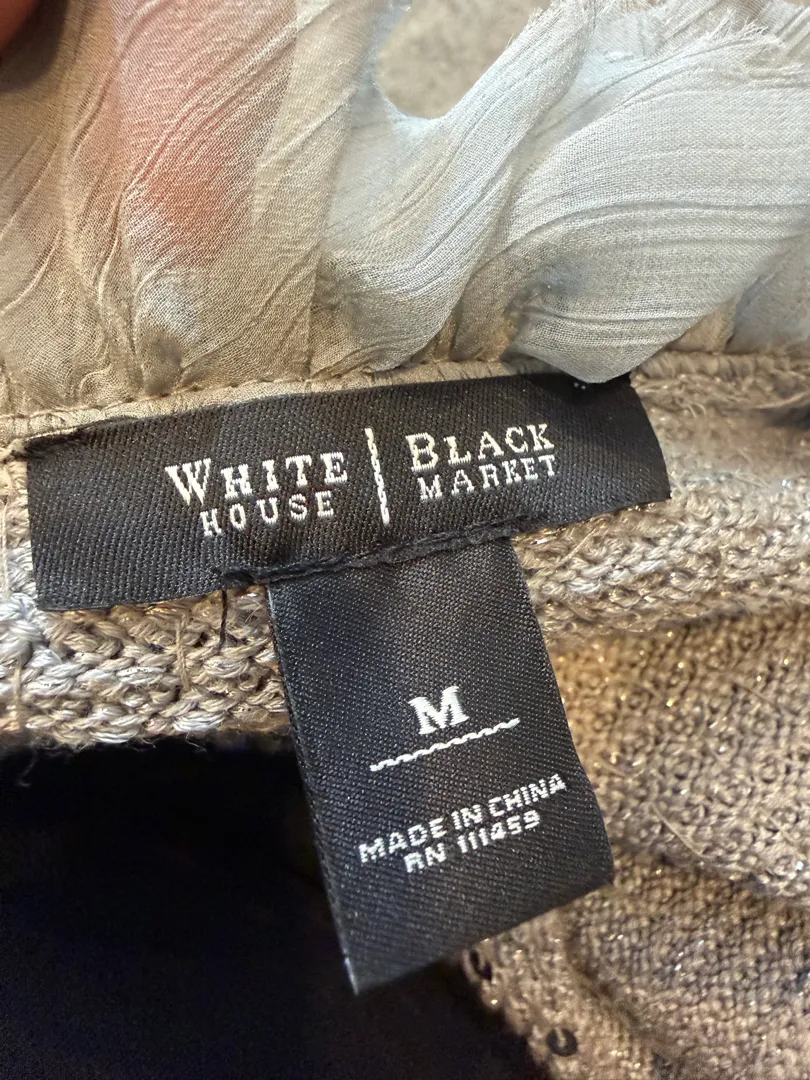 WHITE HOUSE | BLACK MARKET
M
MADE IN CHINA
RN 111459